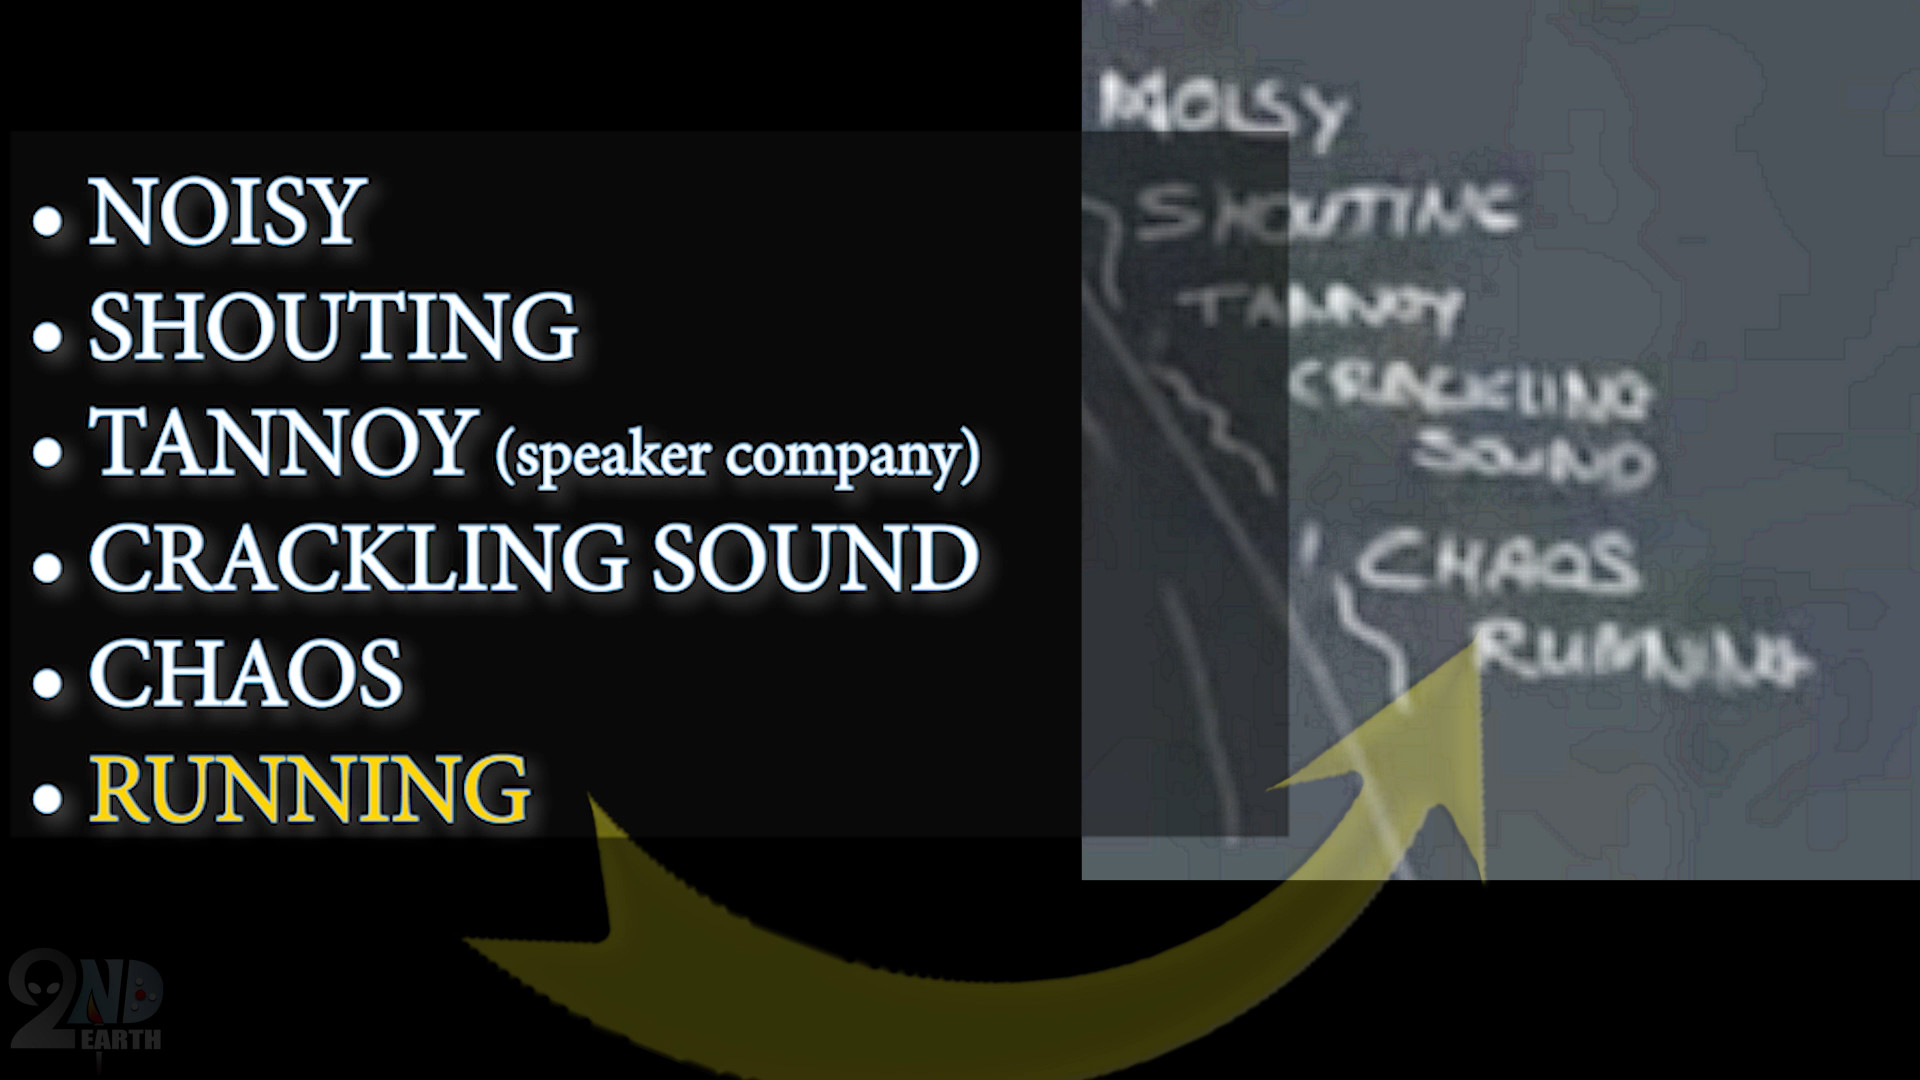 • NOISY
• SHOUTING
• TANNOY (speaker company)
• CRACKLING SOUND
• CHAOS
• RUNNING
NOISY
SHOUTING
TANNOY
CRACKLING
SOUND
CHAOS
RUNNING
2ND
EARTH